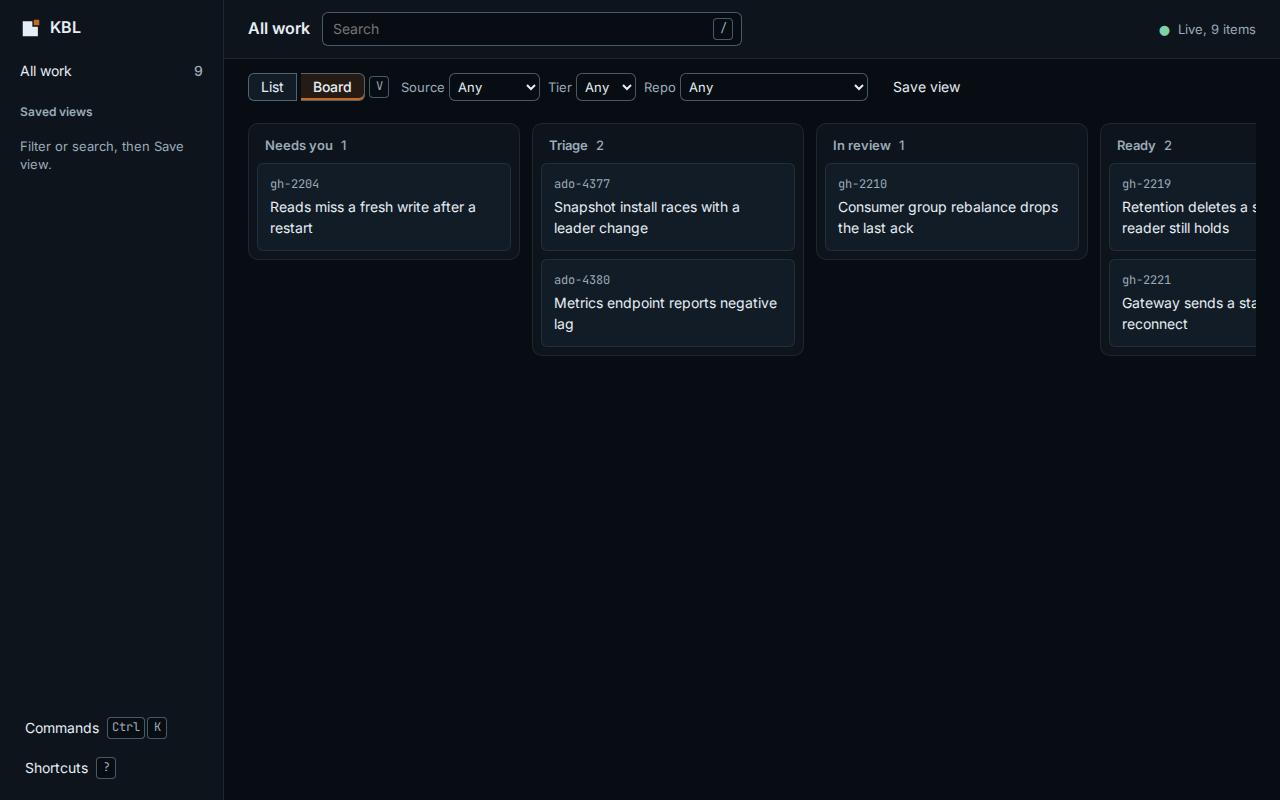 KBL
All work 9
Saved views
Filter or search, then Save
view.
Commands Ctrl K
Shortcuts ?
All work
Search /
Live, 9 items
List Board V Source Any Tier Any Repo Any Save view
Needs you 1
gh-2204
Reads miss a fresh write after a
restart
Triage 2
ado-4377
Snapshot install races with a
leader change
ado-4380
Metrics endpoint reports negative
lag
In review 1
gh-2210
Consumer group rebalance drops
the last ack
Ready 2
gh-2219
Retention deletes a
reader still holds
gh-2221
Gateway sends a
reconnect